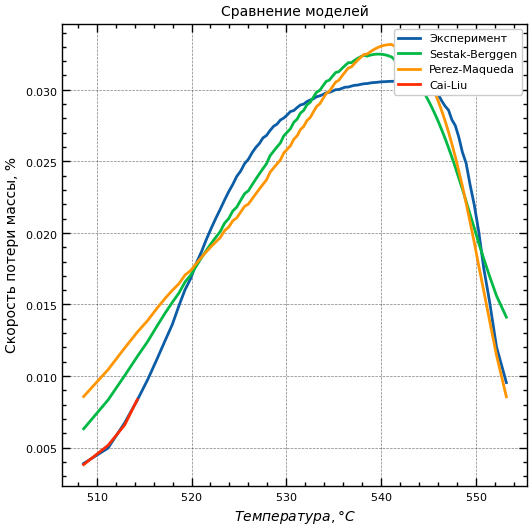 Сравнение моделей
Эксперимент
Sestak-Berggen
Perez-Maqueda
Cai-Liu
Скорость потери массы, %
0.030
0.025
0.020
0.015
0.010
0.005
510 520 530 540 550
Температура, °C